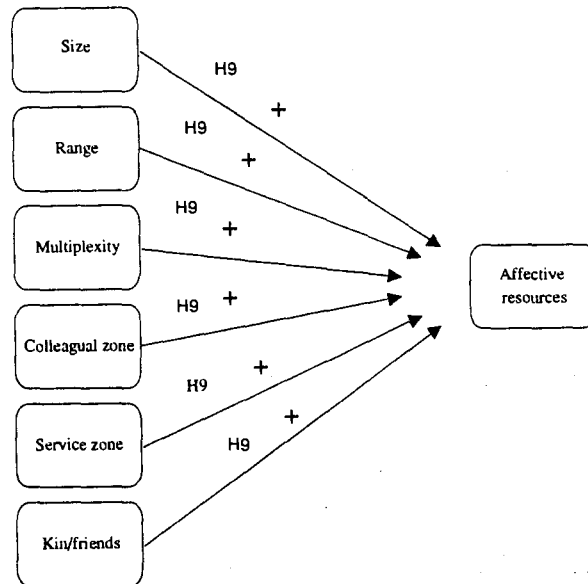 Size
H9
+
H9
+
Range
H9
+
Multiplexity
Affective
resources
H9
+
Colleagual zone
+
H9
+
Service zone
H9
Kin/friends